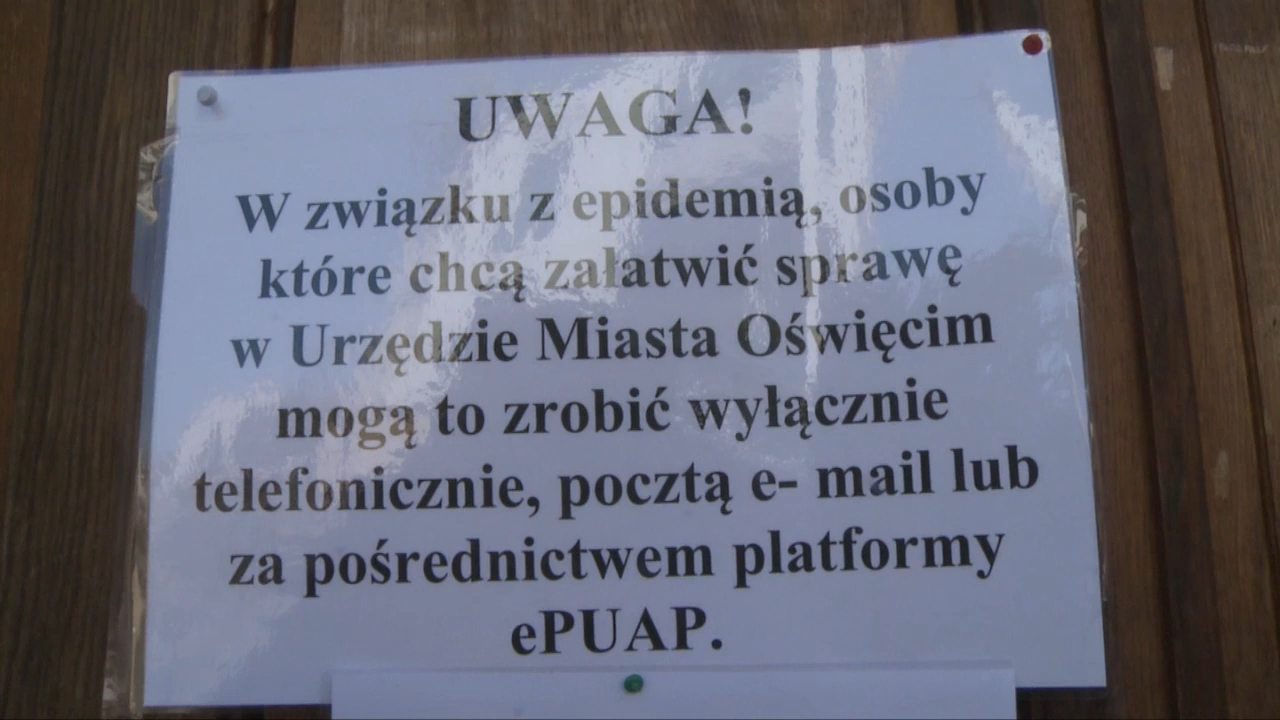 UWAGA!
W związku z epidemią, osoby
które chcą załatwić sprawę
w Urzędzie Miasta Oświęcim
mogą to zrobić wyłącznie
telefonicznie, pocztą e- mail lub
za pośrednictwem platformy
ePUAP.